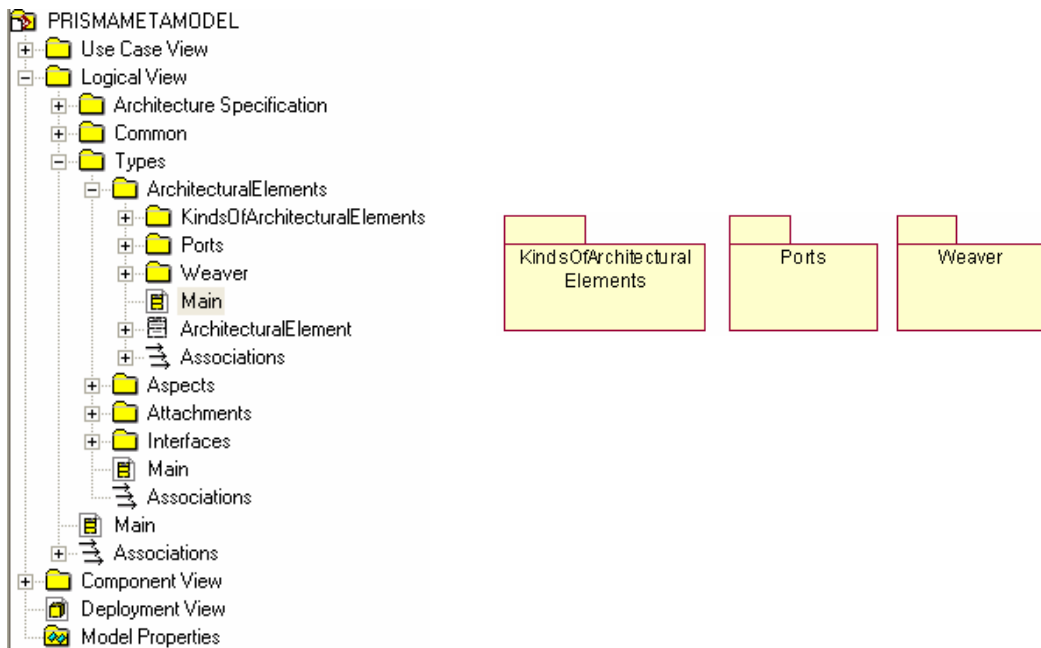 PRISMAMETAMODEL
Use Case View
Logical View
Architecture Specification
Common
Types
ArchitecturalElements
KindsOfArchitecturalElements
Ports
Weaver
Main
ArchitecturalElement
Associations
Aspects
Attachments
Interfaces
Main
Associations
Main
Associations
Component View
Deployment View
Model Properties
KindsOfArchitectural
Elements
Ports
Weaver